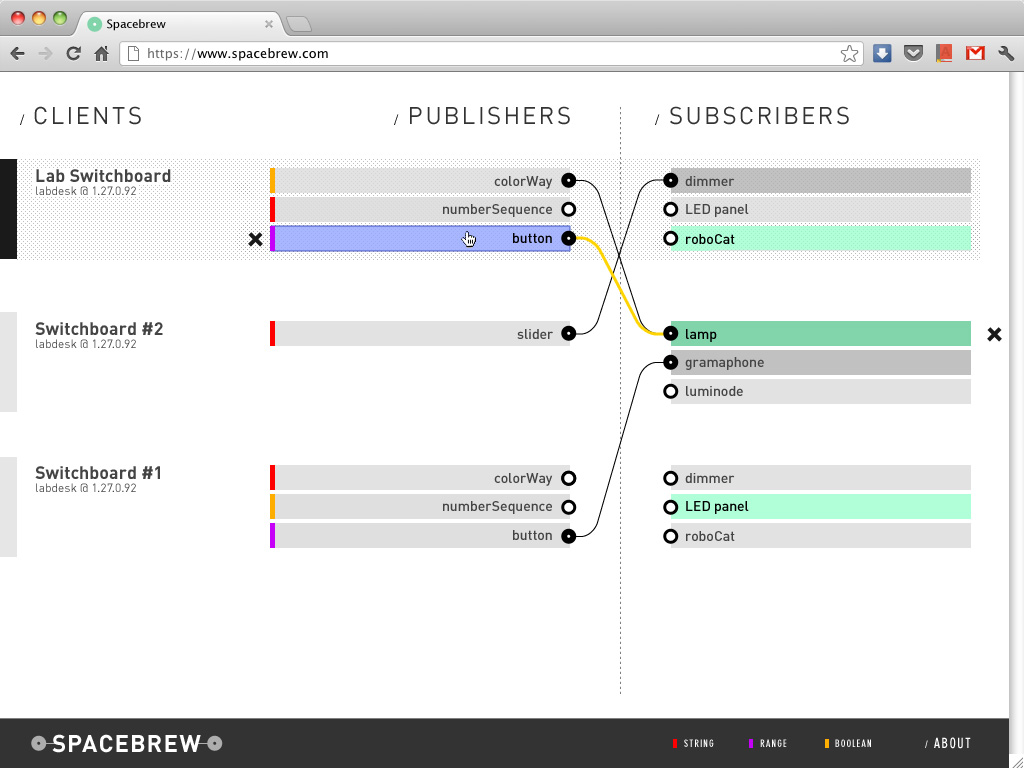 Spacebrew
https://www.spacebrew.com
/ CLIENTS
/ PUBLISHERS
/ SUBSCRIBERS
Lab Switchboard
labdesk @ 1.27.0.92
colorWay
dimmer
numberSequence
LED panel
button
roboCat
Switchboard #2
labdesk @ 1.27.0.92
slider
lamp
gramaphone
luminode
Switchboard #1
labdesk @ 1.27.0.92
colorWay
dimmer
numberSequence
LED panel
button
roboCat
SPACEBREW
STRING
RANGE
BOOLEAN
/ ABOUT